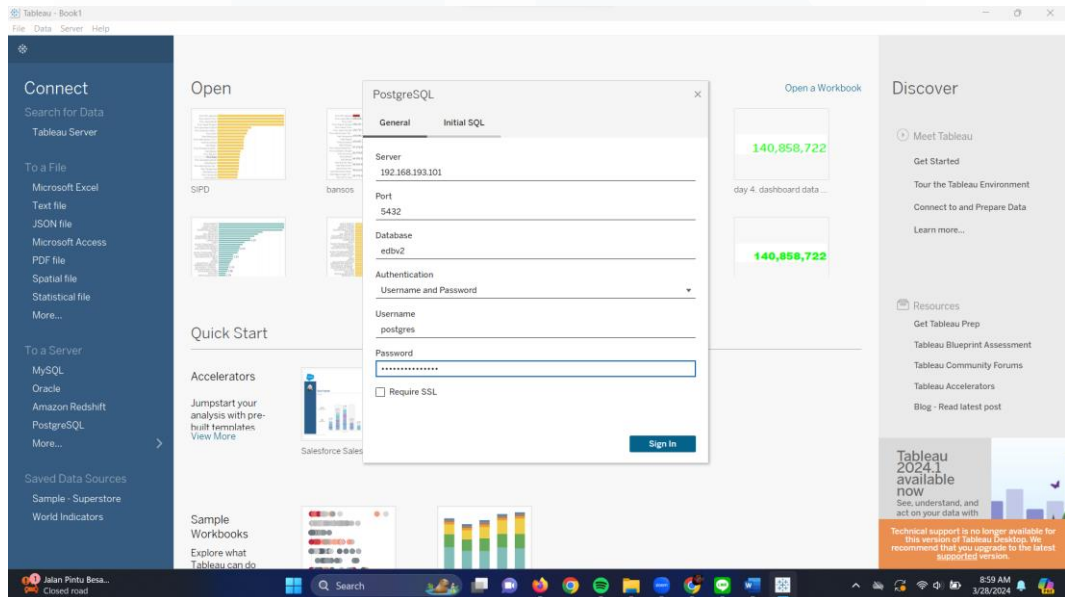 Tableau - Book1
File Data Server Help
Connect
Search for Data
Tableau Server
To a File
Microsoft Excel
Text file
JSON file
Microsoft Access
PDF file
Spatial file
Statistical file
More...
To a Server
MySQL
Oracle
Amazon Redshift
PostgreSQL
More...
Saved Data Sources
Sample - Superstore
World Indicators
Open
Open a Workbook
SIPD
bansos
140,858,722
day 4. dashboard data ...
140,858,722
Quick Start
Accelerators
Jumpstart your
analysis with pre-
built templates
View More
Salesforce Sales
Sample
Workbooks
Explore what
Tableau can do
PostgreSQL
General Initial SQL
Server
192.168.193.101
Port
5432
Database
edbv2
Authentication
Username and Password
Username
postgres
Password
•••••••••••••••
Require SSL
Sign In
Discover
Meet Tableau
Get Started
Tour the Tableau Environment
Connect to and Prepare Data
Learn more...
Resources
Get Tableau Prep
Tableau Blueprint Assessment
Tableau Community Forums
Tableau Accelerators
Blog - Read latest post
Tableau
2024.1
available
now
See, understand, and
act on your data with
Technical support is no longer available for
this version of Tableau Desktop. We
recommend that you upgrade to the latest
supported version.
Jalan Pintu Besa...
Closed road
Search
8:59 AM
3/28/2024